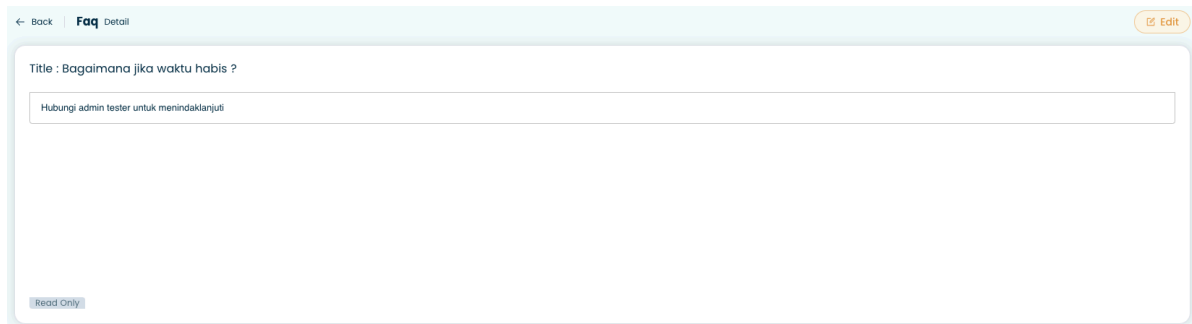 ← Back | Faq Detail Edit
Title : Bagaimana jika waktu habis ?
Hubungi admin tester untuk menindaklanjuti
Read Only